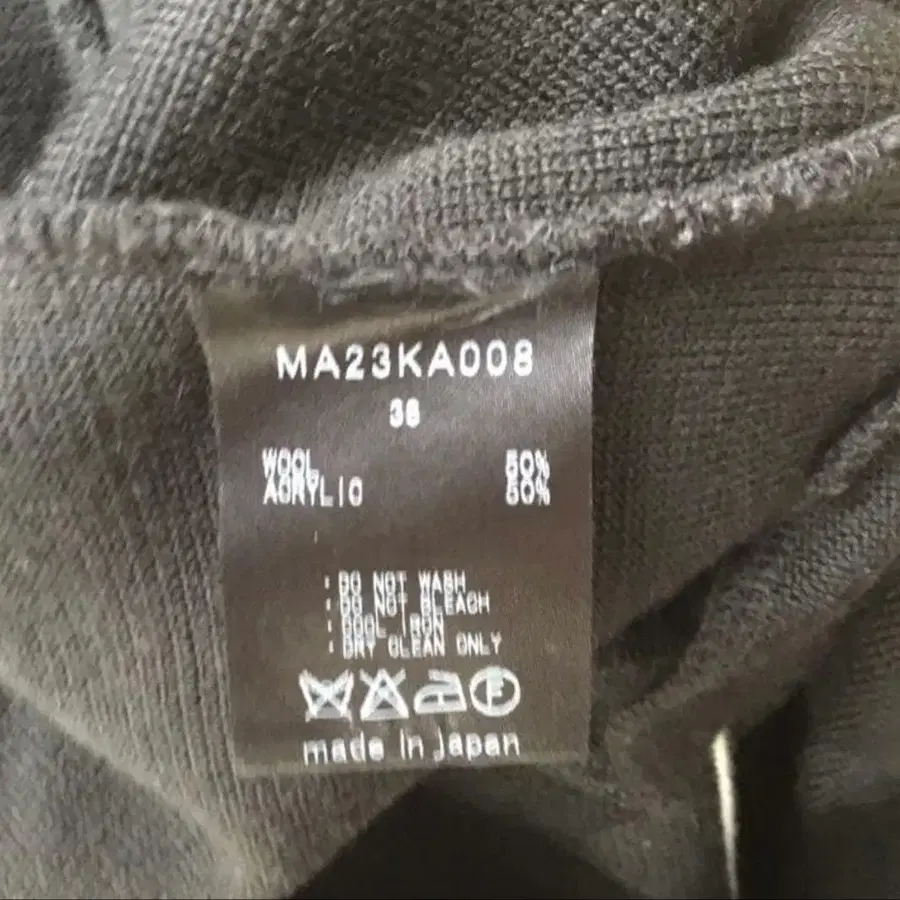 MA23KA008
38
WOOL 50%
ACRYLIC 50%
: DO NOT WASH
: DO NOT BLEACH
: COOL IRON
: DRY CLEAN ONLY
F
made in japan